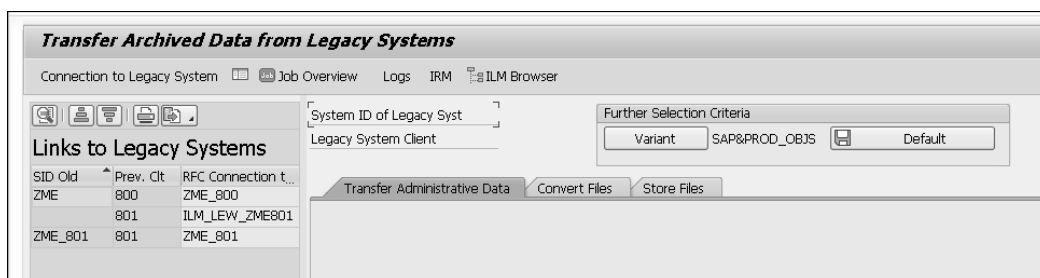 Transfer Archived Data from Legacy Systems
Connection to Legacy System Job Overview Logs IRM ILM Browser
Links to Legacy Systems
SID Old Prev. Clt RFC Connection t...
ZME 800 ZME_800
801 ILM_LEW_ZME801
ZME_801 801 ZME_801
System ID of Legacy Syst
Legacy System Client
Further Selection Criteria
Variant SAP&PROD_OBJS Default
Transfer Administrative Data Convert Files Store Files